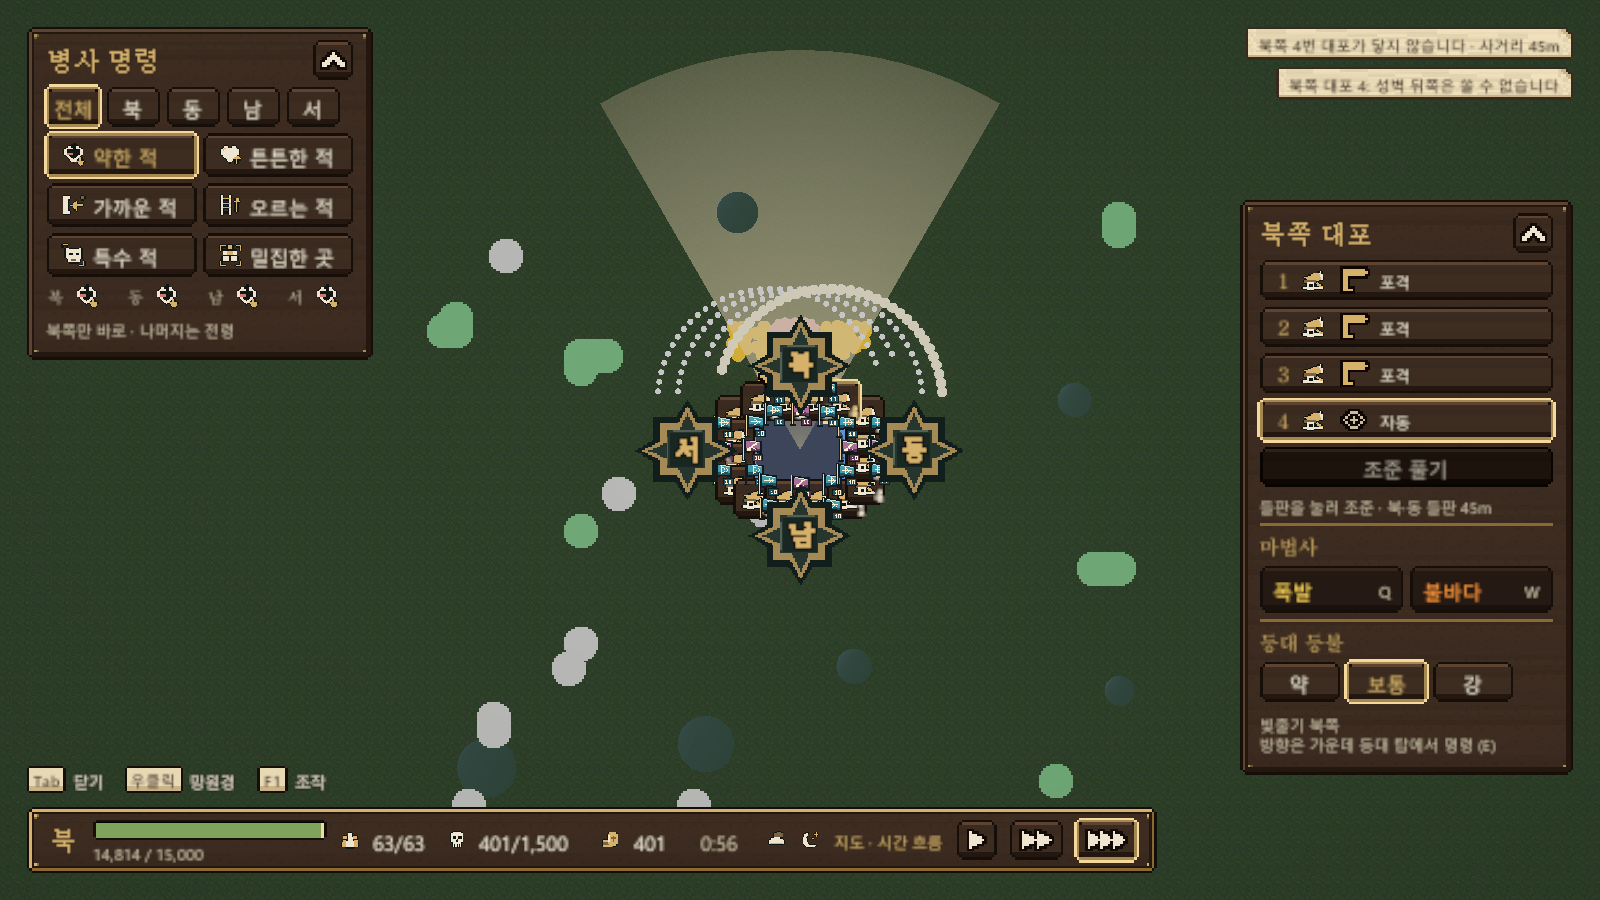 병사 명령
전체 북 동 남 서
약한 적 튼튼한 적
가까운 적 오르는 적
특수 적 밀집한 곳
북 동 남 서
북쪽만 바로 · 나머지는 전령
북쪽 4번 대포가 닿지 않습니다 · 사거리 45m
북쪽 대포 4: 성벽 뒤쪽은 쏠 수 없습니다
북쪽 대포
1 포격
2 포격
3 포격
4 자동
조준 풀기
들판을 눌러 조준 · 북·동 들판 45m
마법사
폭발 Q 불바다 W
등대 등불
약 보통 강
빛줄기 북쪽
방향은 가운데 등대 탑에서 명령 (E)
북
서 동
남
Tab 닫기 우클릭 망원경 F1 조작
북 14,814 / 15,000 63/63 401/1,500 401 0:56 지도 · 시간 흐름